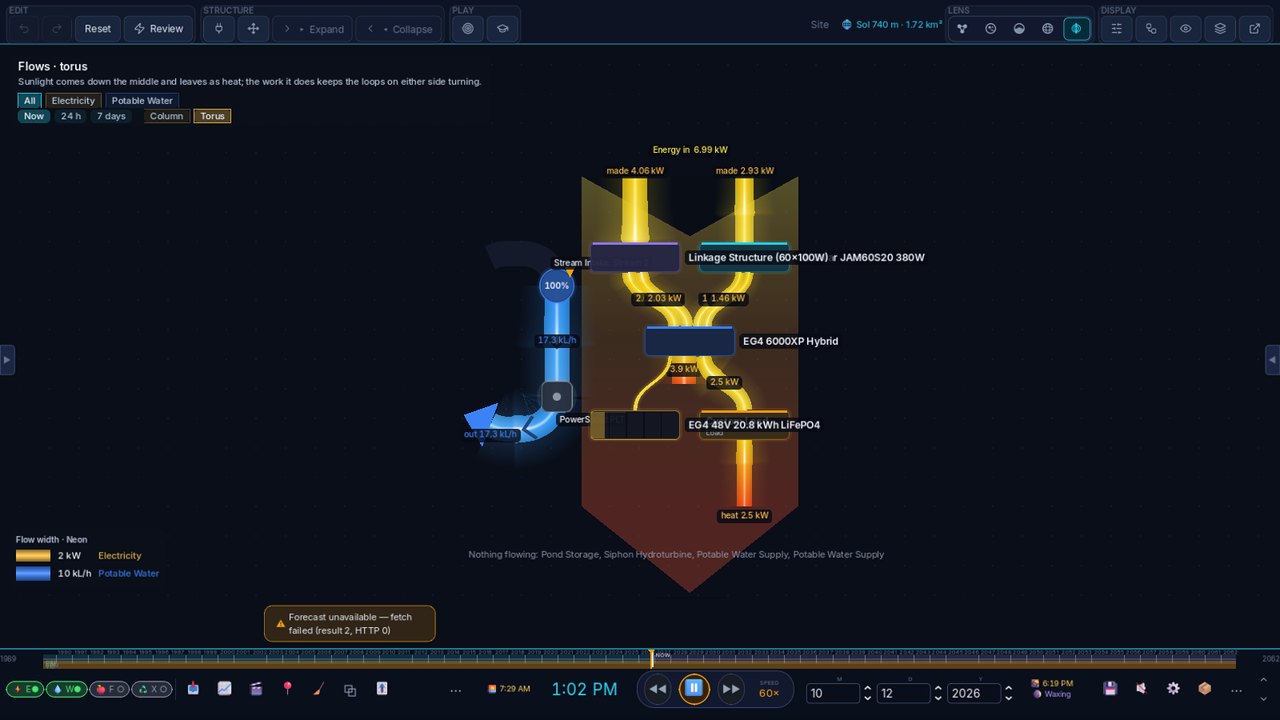 EDIT
STRUCTURE
PLAY
LENS
DISPLAY
Reset
Review
Expand
Collapse
Site
Sol 740 m · 1.72 km²
Flows · torus
Sunlight comes down the middle and leaves as heat; the work it does keeps the loops on either side turning.
All Electricity Potable Water
Now 24 h 7 days Column Torus
Energy in 6.99 kW
made 4.06 kW
made 2.93 kW
Stream In
Linkage Structure (60×100W)
r JAM60S20 380W
100%
2.03 kW
1.46 kW
17.3 kL/h
EG4 6000XP Hybrid
3.9 kW
2.5 kW
PowerS
EG4 48V 20.8 kWh LiFePO4
Load
out 17.3 kL/h
heat 2.5 kW
Flow width · Neon
2 kW Electricity
10 kL/h Potable Water
Nothing flowing: Pond Storage, Siphon Hydroturbine, Potable Water Supply, Potable Water Supply
Forecast unavailable — fetch
failed (result 2, HTTP 0)
1989
NOW
E
W
F
X
...
7:29 AM
1:02 PM
SPEED
60×
M
10
D
12
Y
2026
6:19 PM
Waxing
...